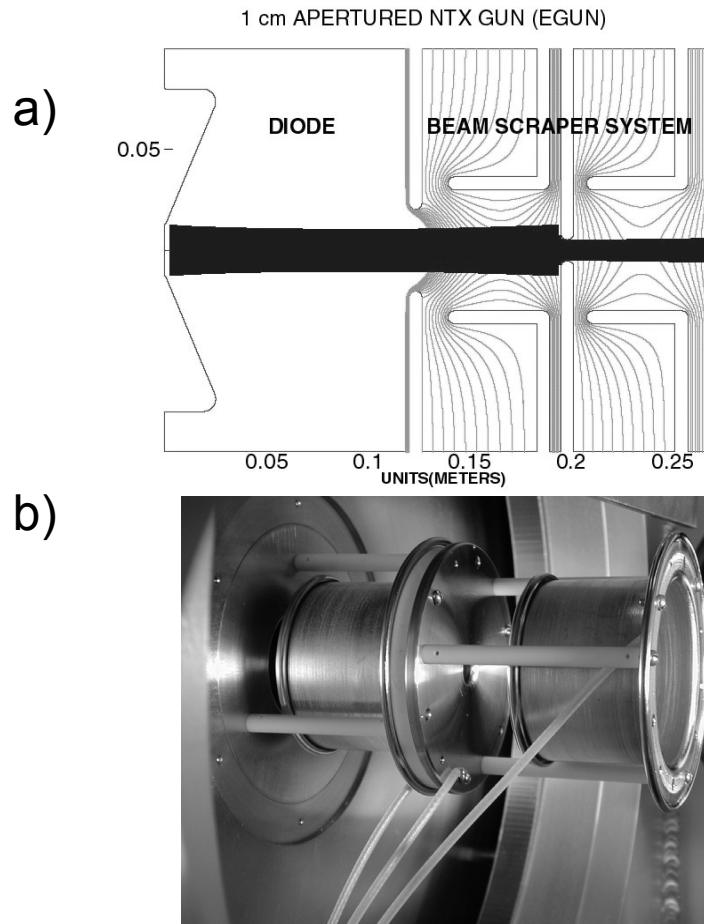 1 cm APERTURED NTX GUN (EGUN)
a)
DIODE BEAM SCRAPER SYSTEM
0.05
0.05 0.1 0.15 0.2 0.25
UNITS(METERS)
b)